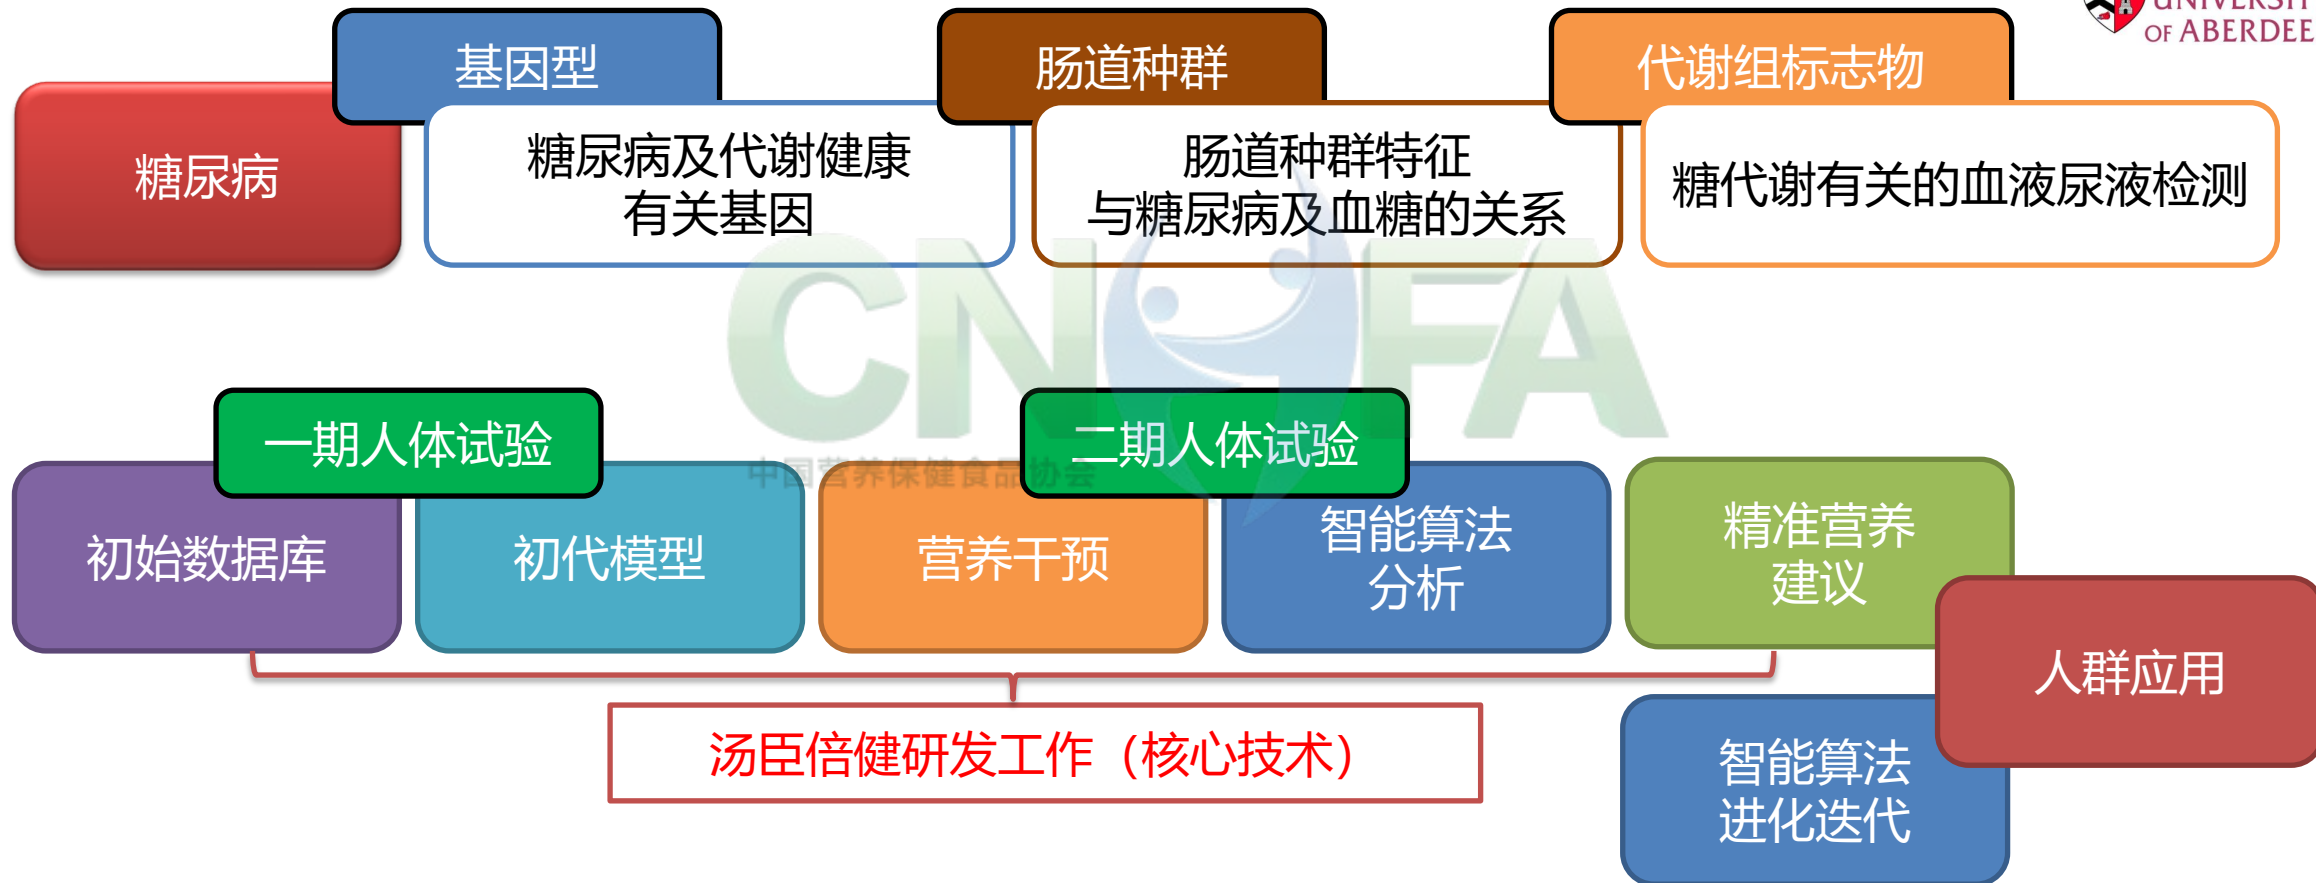 UNIVERSIT
OF ABERDEE
基因型
肠道种群
代谢组标志物
糖尿病
糖尿病及代谢健康
有关基因
肠道种群特征
与糖尿病及血糖的关系
糖代谢有关的血液尿液检测
CNHFA
中国营养保健食品协会
一期人体试验
二期人体试验
初始数据库
初代模型
营养干预
智能算法
分析
精准营养
建议
人群应用
汤臣倍健研发工作（核心技术）
智能算法
进化迭代